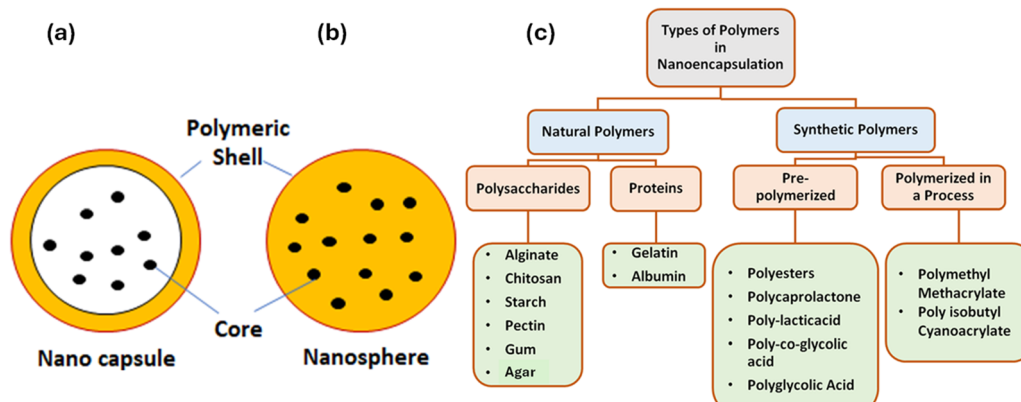 (a)
(b)
(c)
Polymeric
Shell
Core
Nano capsule
Nanosphere
Types of Polymers
in
Nanoencapsulation
Natural Polymers
Synthetic Polymers
Polysaccharides
Proteins
Pre-
polymerized
Polymerized in
a Process
• Alginate
• Chitosan
• Starch
• Pectin
• Gum
• Agar
• Gelatin
• Albumin
• Polyesters
• Polycaprolactone
• Poly-lacticacid
• Poly-co-glycolic
acid
• Polyglycolic Acid
• Polymethyl
Methacrylate
• Poly isobutyl
Cyanoacrylate